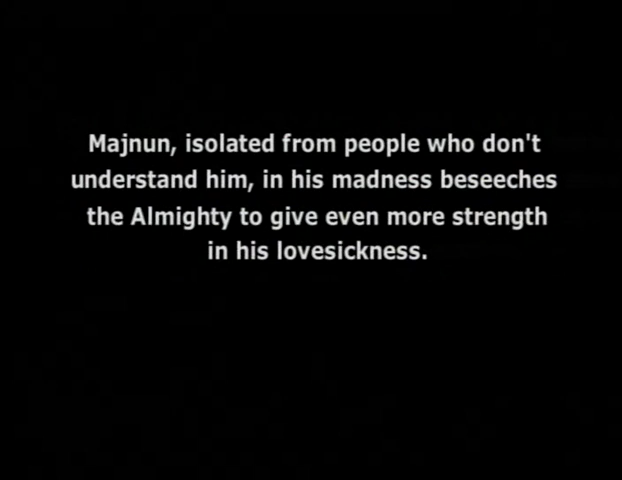 Majnun, isolated from people who don't
understand him, in his madness beseeches
the Almighty to give even more strength
in his lovesickness.